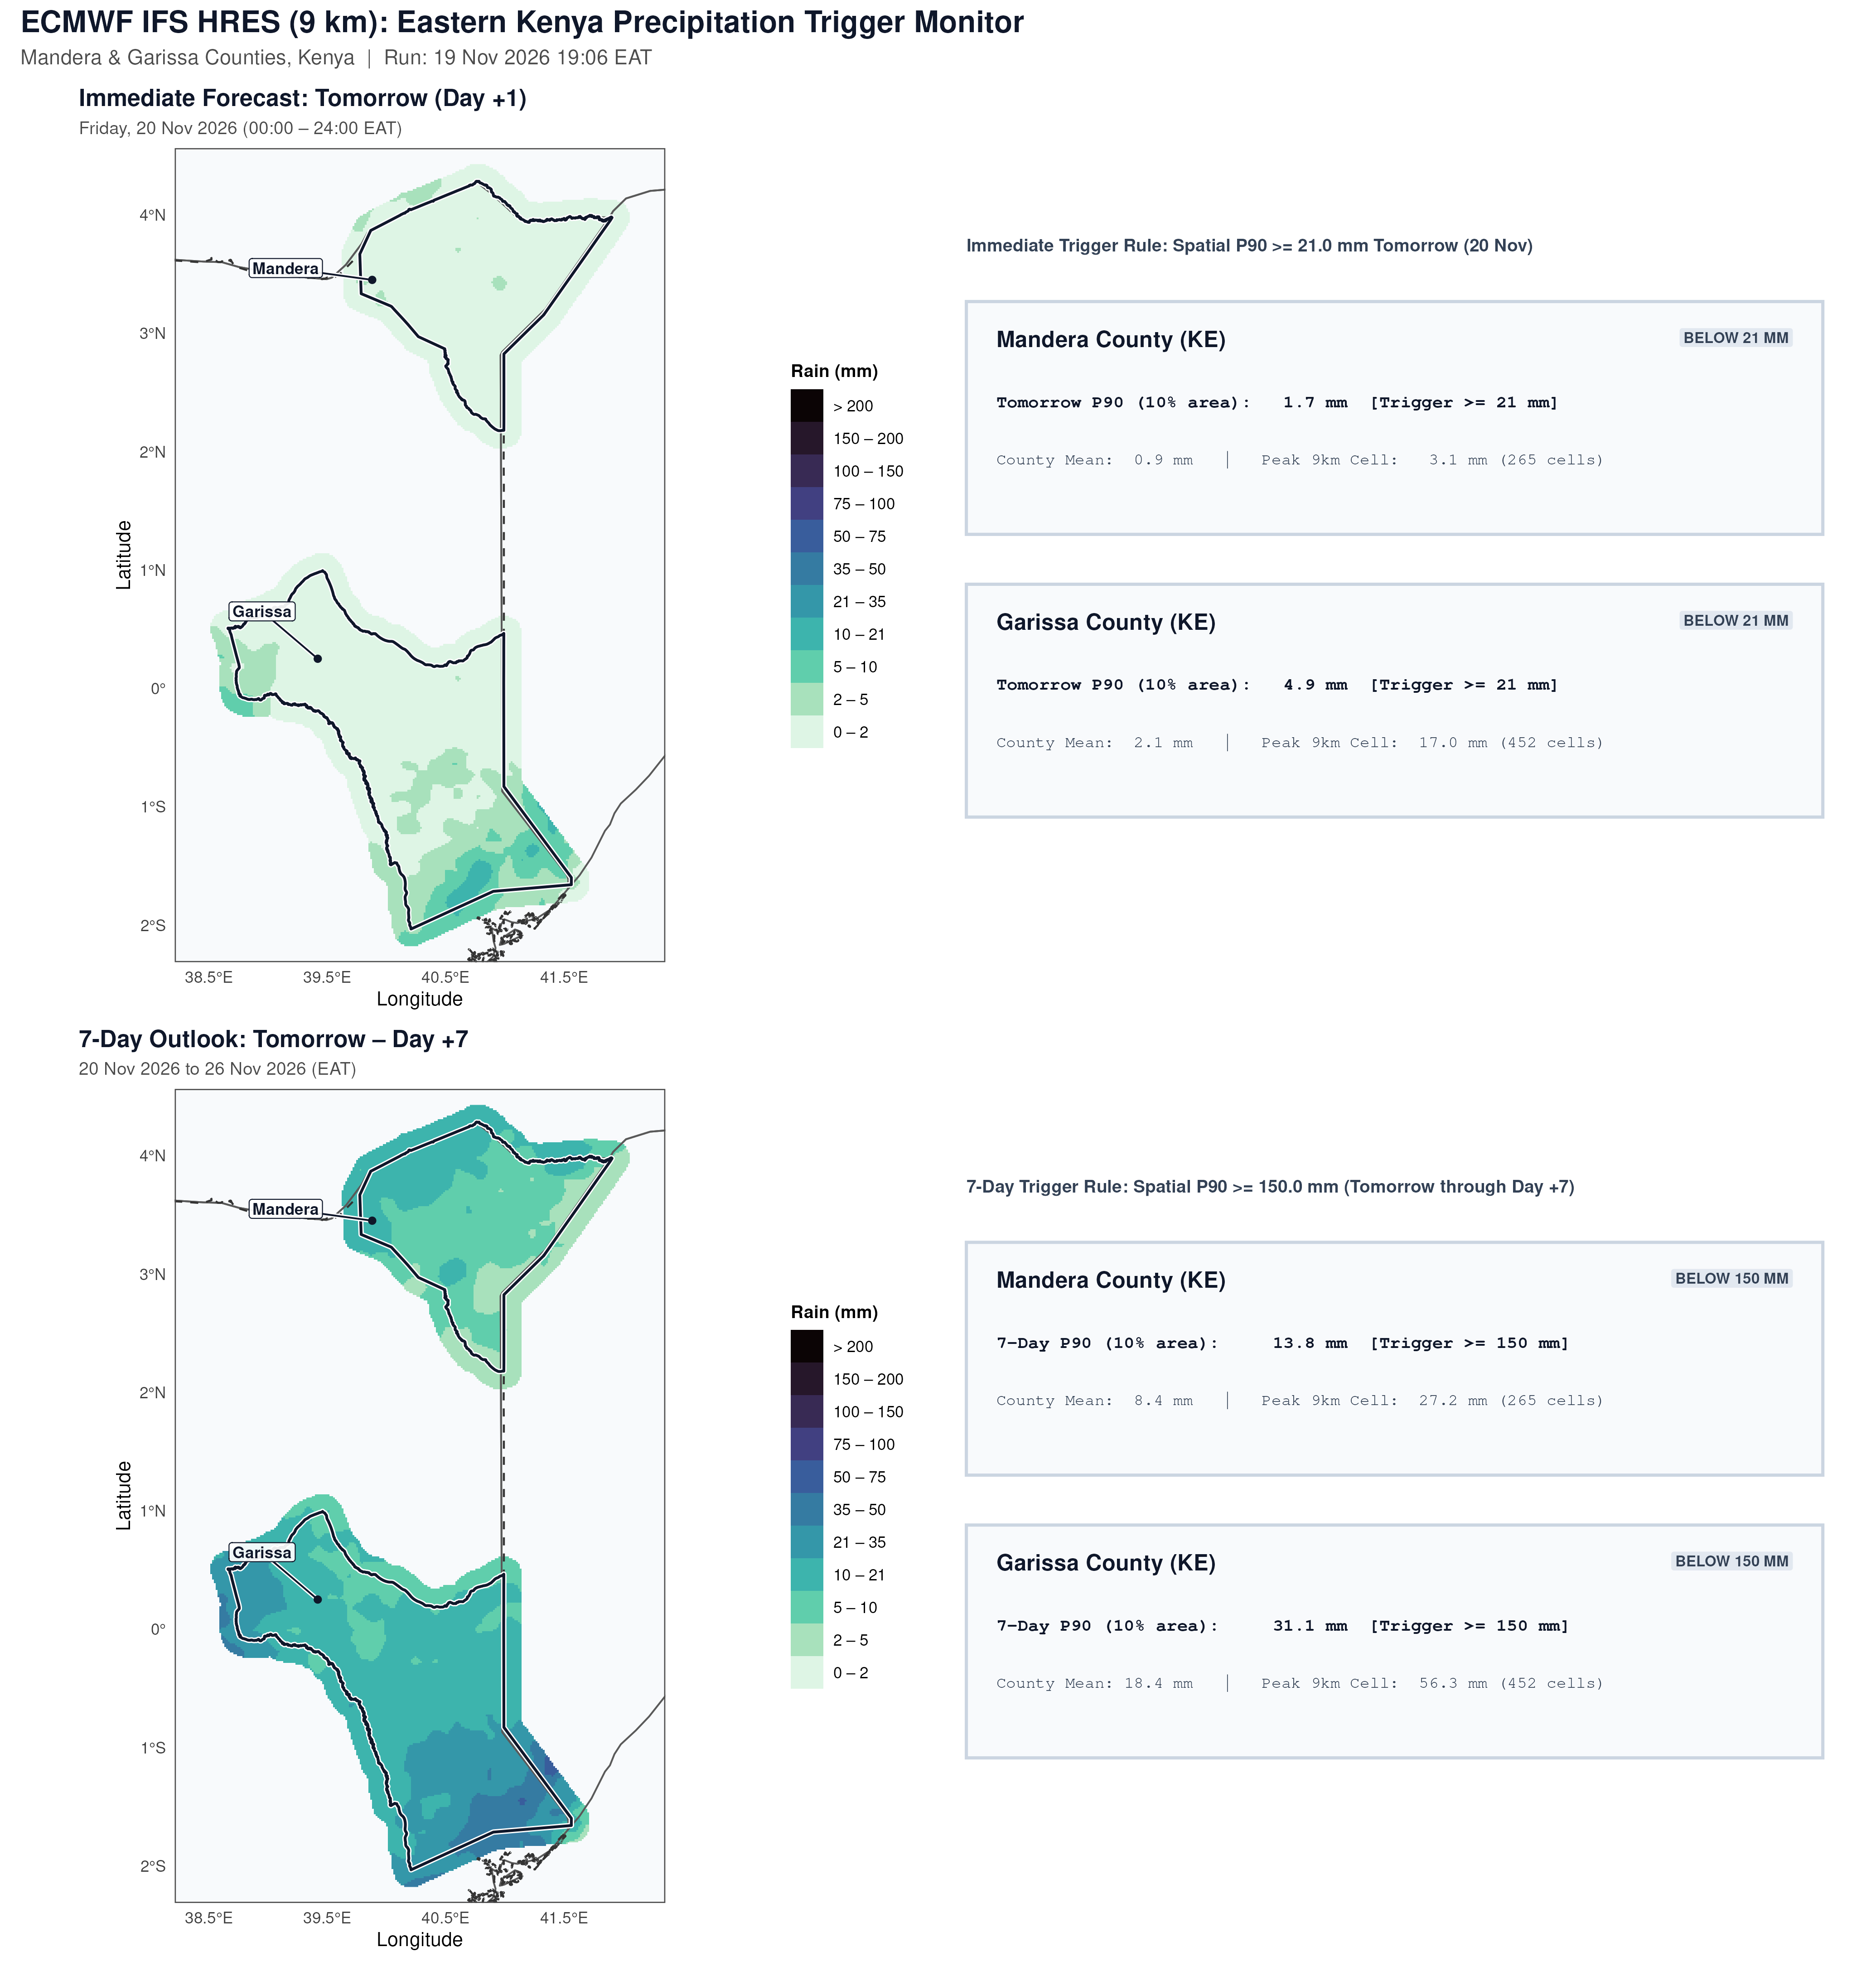 ECMWF IFS HRES (9 km): Eastern Kenya Precipitation Trigger Monitor
Mandera & Garissa Counties, Kenya | Run: 19 Nov 2026 19:06 EAT
Immediate Forecast: Tomorrow (Day +1)
Friday, 20 Nov 2026 (00:00 – 24:00 EAT)
Latitude
4°N
3°N
2°N
1°N
0°
1°S
2°S
Mandera
Garissa
38.5°E 39.5°E 40.5°E 41.5°E
Longitude
Rain (mm)
> 200
150 – 200
100 – 150
75 – 100
50 – 75
35 – 50
21 – 35
10 – 21
5 – 10
2 – 5
0 – 2
Immediate Trigger Rule: Spatial P90 >= 21.0 mm Tomorrow (20 Nov)
Mandera County (KE)
BELOW 21 MM
Tomorrow P90 (10% area): 1.7 mm [Trigger >= 21 mm]
County Mean: 0.9 mm | Peak 9km Cell: 3.1 mm (265 cells)
Garissa County (KE)
BELOW 21 MM
Tomorrow P90 (10% area): 4.9 mm [Trigger >= 21 mm]
County Mean: 2.1 mm | Peak 9km Cell: 17.0 mm (452 cells)
7-Day Outlook: Tomorrow – Day +7
20 Nov 2026 to 26 Nov 2026 (EAT)
Latitude
4°N
3°N
2°N
1°N
0°
1°S
2°S
Mandera
Garissa
38.5°E 39.5°E 40.5°E 41.5°E
Longitude
Rain (mm)
> 200
150 – 200
100 – 150
75 – 100
50 – 75
35 – 50
21 – 35
10 – 21
5 – 10
2 – 5
0 – 2
7-Day Trigger Rule: Spatial P90 >= 150.0 mm (Tomorrow through Day +7)
Mandera County (KE)
BELOW 150 MM
7-Day P90 (10% area): 13.8 mm [Trigger >= 150 mm]
County Mean: 8.4 mm | Peak 9km Cell: 27.2 mm (265 cells)
Garissa County (KE)
BELOW 150 MM
7-Day P90 (10% area): 31.1 mm [Trigger >= 150 mm]
County Mean: 18.4 mm | Peak 9km Cell: 56.3 mm (452 cells)